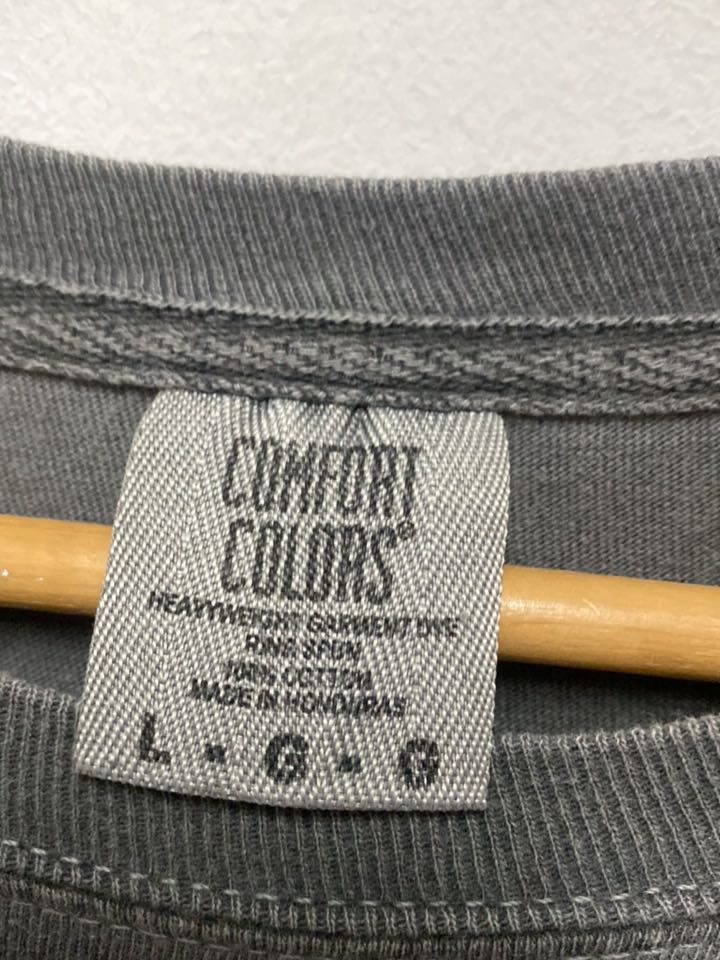 COMFORT
COLORS®
HEAVYWEIGHT GARMENT DYE
RING SPUN
100% COTTON
MADE IN HONDURAS
L · G · G